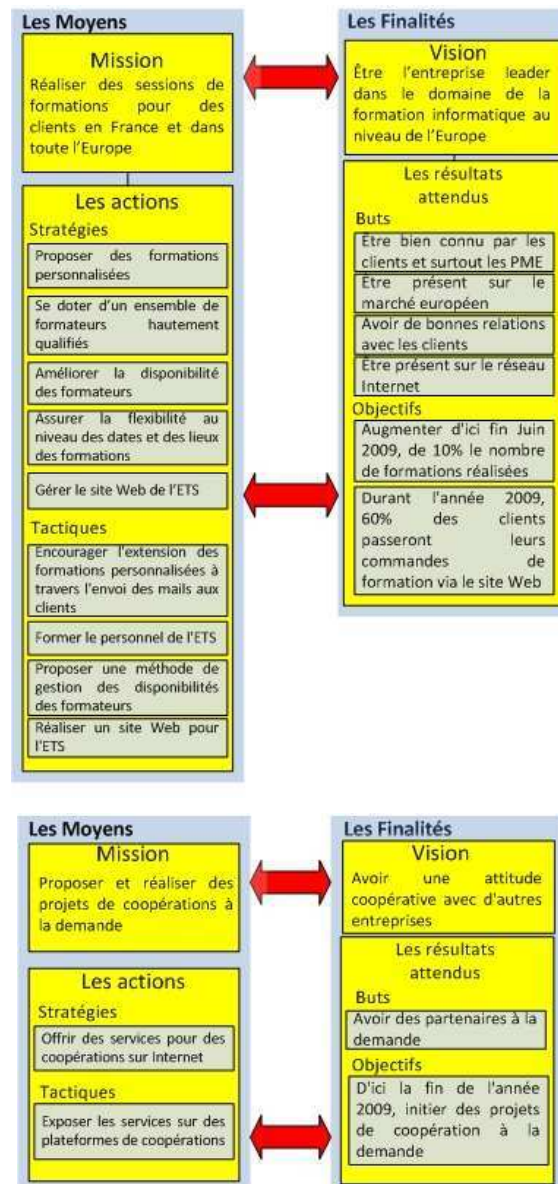 Les Moyens
Mission
Réaliser des sessions de
formations pour des
clients en France et dans
toute l'Europe
Les actions
Stratégies
Proposer des formations
personnalisées
Se doter d'un ensemble de
formateurs hautement
qualifiés
Améliorer la disponibilité
des formateurs
Assurer la flexibilité au
niveau des dates et des lieux
des formations
Gérer le site Web de l'ETS
Tactiques
Encourager l'extension des
formations personnalisées à
travers l'envoi des mails aux
clients
Former le personnel de l'ETS
Proposer une méthode de
gestion des disponibilités
des formateurs
Réaliser un site Web pour
l'ETS
Les Finalités
Vision
Être l'entreprise leader
dans le domaine de la
formation informatique au
niveau de l'Europe
Les résultats
attendus
Buts
Être bien connu par les
clients et surtout les PME
Être présent sur le
marché européen
Avoir de bonnes relations
avec les clients
Être présent sur le réseau
Internet
Objectifs
Augmenter d'ici fin Juin
2009, de 10% le nombre
de formations réalisées
Durant l'année 2009,
60% des clients
passeront leurs
commandes de
formation via le site Web
Les Moyens
Mission
Proposer et réaliser des
projets de coopérations à
la demande
Les actions
Stratégies
Offrir des services pour des
coopérations sur Internet
Tactiques
Exposer les services sur des
plateformes de coopérations
Les Finalités
Vision
Avoir une attitude
coopérative avec d'autres
entreprises
Les résultats
attendus
Buts
Avoir des partenaires à la
demande
Objectifs
D'ici la fin de l'année
2009, initier des projets
de coopération à la
demande